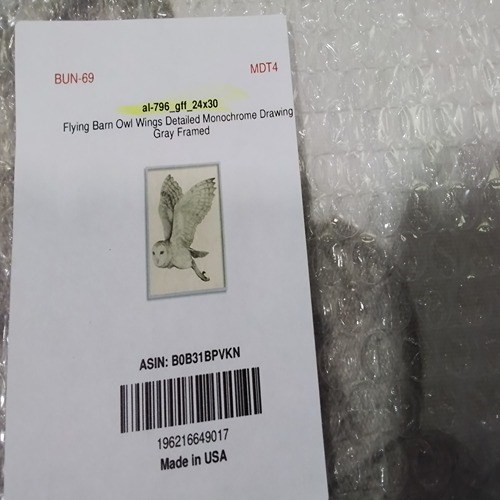 BUN-69
MDT4
al-796_gff_24x30
Flying Barn Owl Wings Detailed Monochrome Drawing
Gray Framed
ASIN: B0B31BPVKN
196216649017
Made in USA